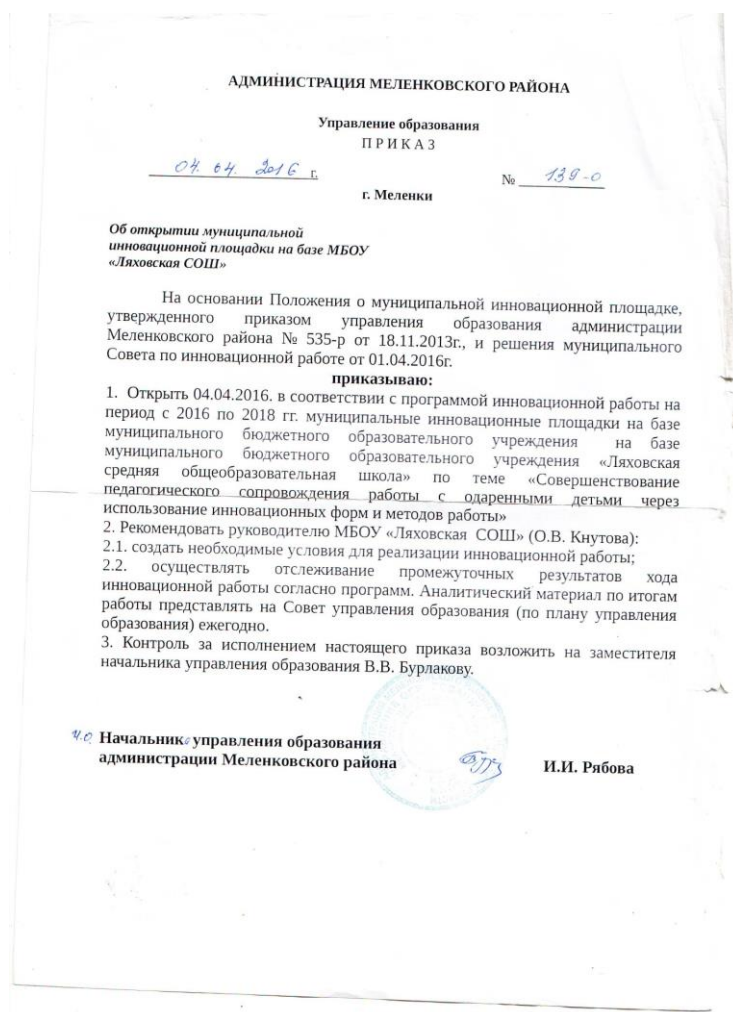 АДМИНИСТРАЦИЯ МЕЛЕНКОВСКОГО РАЙОНА
Управление образования
П Р И К А З
04. 04. 2016 г. № 139-о
г. Меленки
Об открытии муниципальной
инновационной площадки на базе МБОУ
«Ляховская СОШ»
На основании Положения о муниципальной инновационной площадке,
утвержденного приказом управления образования администрации
Меленковского района № 535-р от 18.11.2013г., и решения муниципального
Совета по инновационной работе от 01.04.2016г.
приказываю:
1. Открыть 04.04.2016. в соответствии с программой инновационной работы на
период с 2016 по 2018 гг. муниципальные инновационные площадки на базе
муниципального бюджетного образовательного учреждения на базе
муниципального бюджетного образовательного учреждения «Ляховская
средняя общеобразовательная школа» по теме «Совершенствование
педагогического сопровождения работы с одаренными детьми через
использование инновационных форм и методов работы»
2. Рекомендовать руководителю МБОУ «Ляховская СОШ» (О.В. Кнутова):
2.1. создать необходимые условия для реализации инновационной работы;
2.2. осуществлять отслеживание промежуточных результатов хода
инновационной работы согласно программ. Аналитический материал по итогам
работы представлять на Совет управления образования (по плану управления
образования) ежегодно.
3. Контроль за исполнением настоящего приказа возложить на заместителя
начальника управления образования В.В. Бурлакову.
и.о. Начальник управления образования
администрации Меленковского района И.И. Рябова